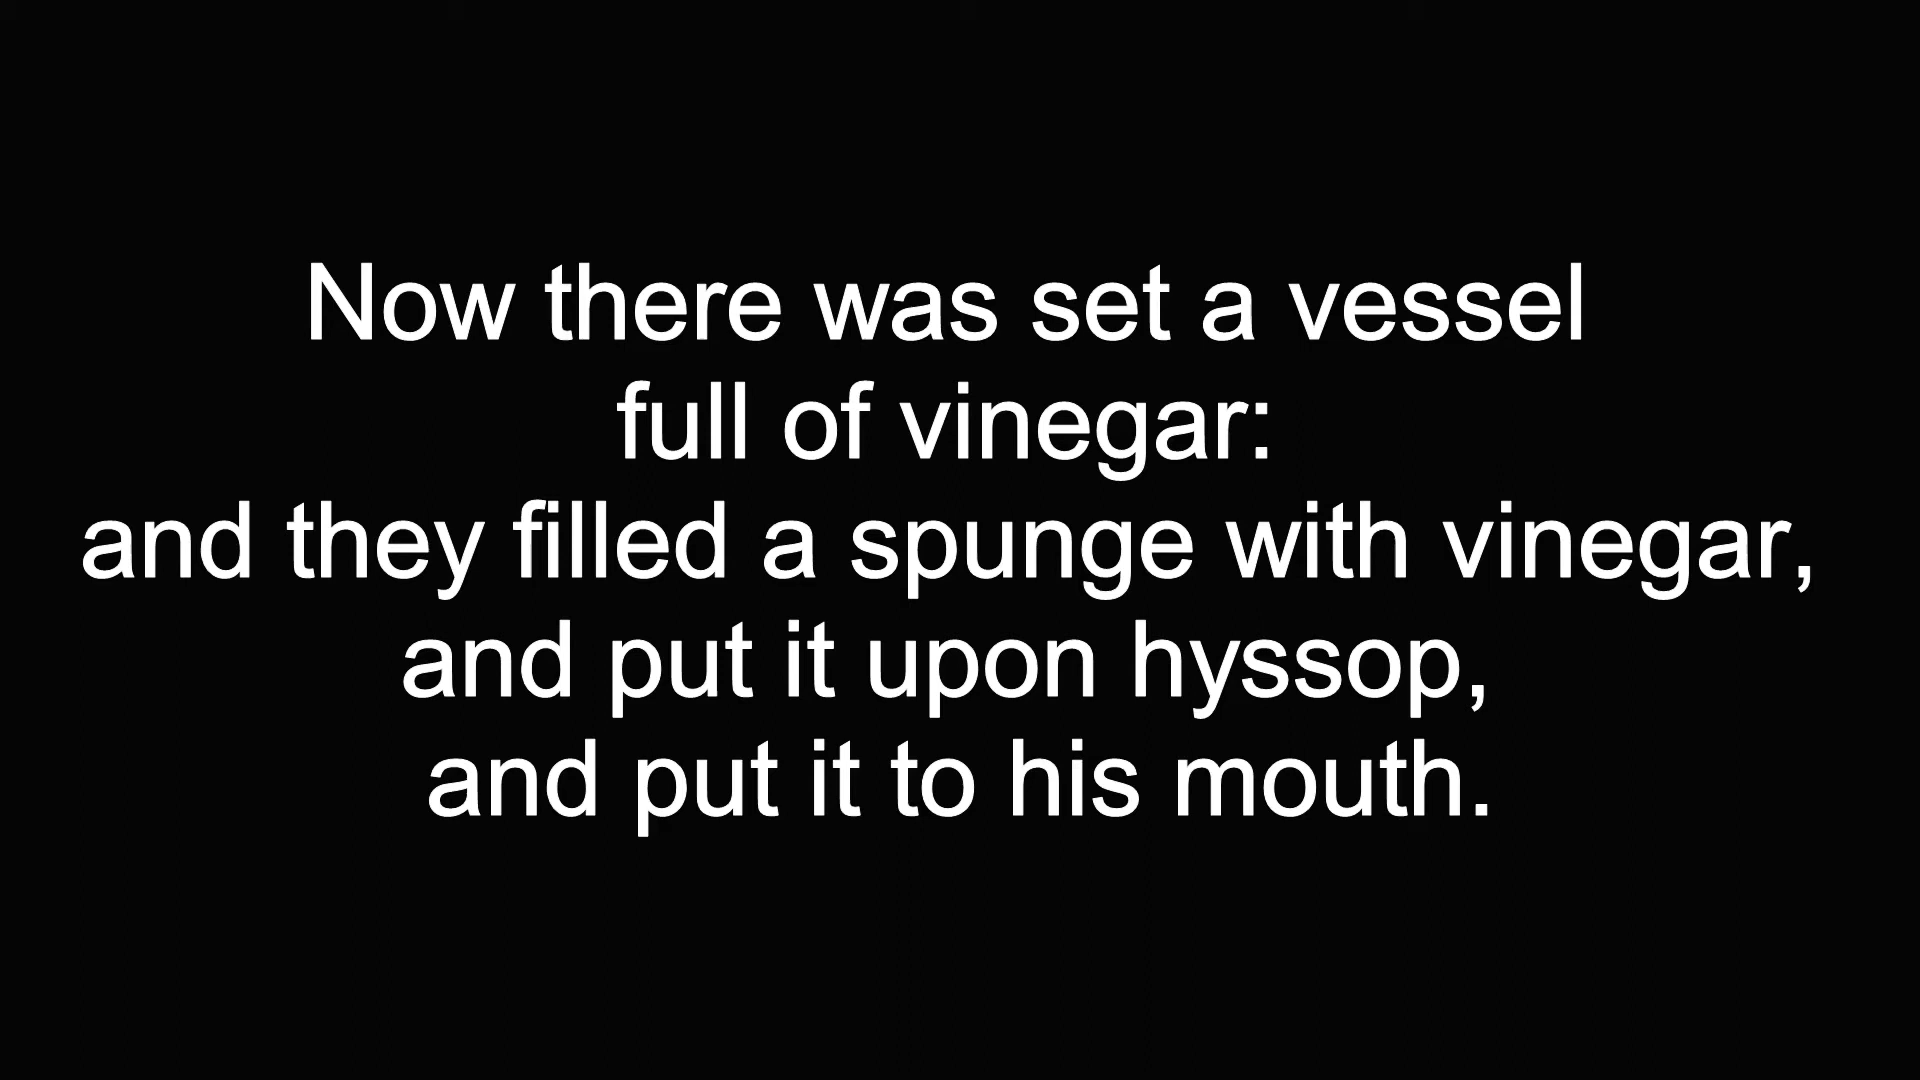 Now there was set a vessel
full of vinegar:
and they filled a spunge with vinegar,
and put it upon hyssop,
and put it to his mouth.